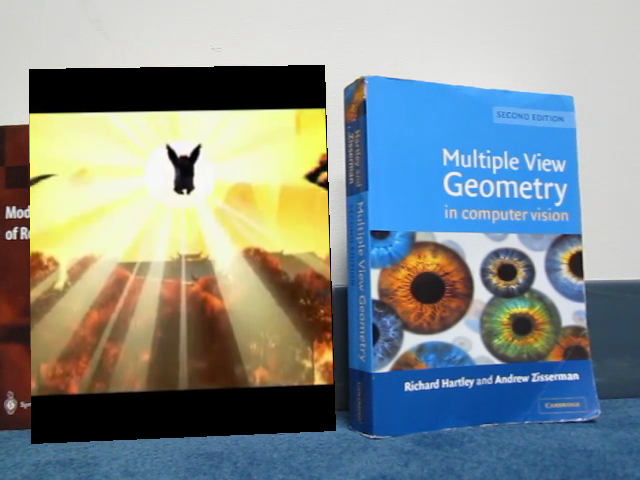 Mod
of R
Spr
Hartley and
Zisserman
Multiple View Geometry
SECOND EDITION
Multiple View
Geometry
in computer vision
Richard Hartley and Andrew Zisserman
CAMBRIDGE